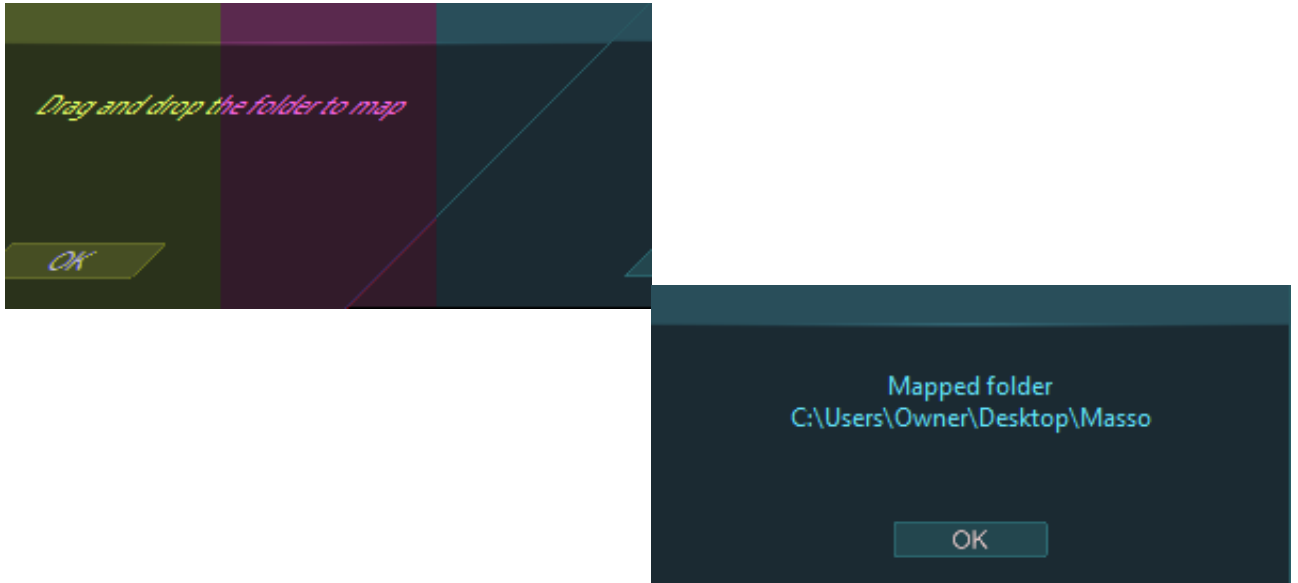 Drag and drop the folder to map
OK
Mapped folder
C:\Users\Owner\Desktop\Masso
OK